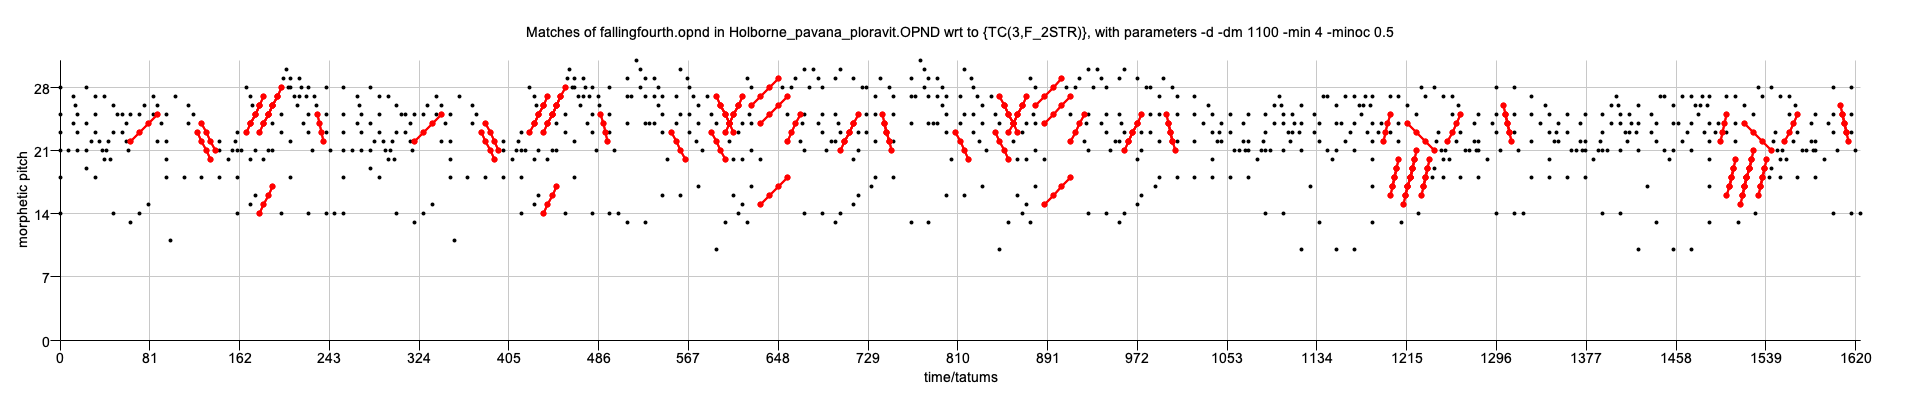 Matches of fallingfourth.opnd in Holborne_pavana_ploravit.OPND wrt to {TC(3,F_2STR)}, with parameters -d -dm 1100 -min 4 -minoc 0.5
morphetic pitch
28
21
14
7
0
0 81 162 243 324 405 486 567 648 729 810 891 972 1053 1134 1215 1296 1377 1458 1539 1620
time/tatums